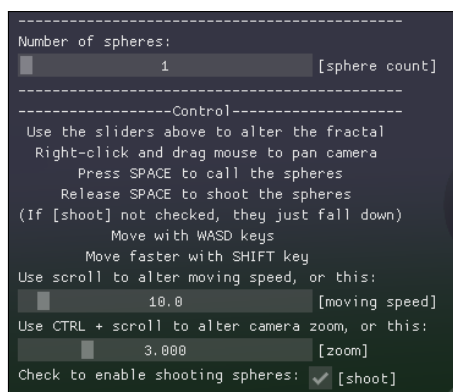 --------------------------------------------
Number of spheres:
1 [sphere count]
--------------------------------------------
------------------Control-------------------
Use the sliders above to alter the fractal
Right-click and drag mouse to pan camera
Press SPACE to call the spheres
Release SPACE to shoot the spheres
(If [shoot] not checked, they just fall down)
Move with WASD keys
Move faster with SHIFT key
Use scroll to alter moving speed, or this:
10.0 [moving speed]
Use CTRL + scroll to alter camera zoom, or this:
3.000 [zoom]
Check to enable shooting spheres: ✓ [shoot]